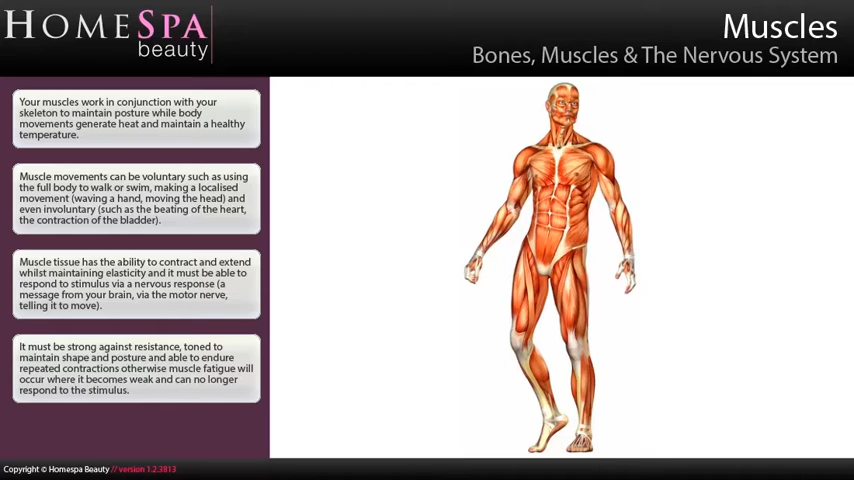 HOMESPA
beauty
Muscles
Bones, Muscles & The Nervous System
Your muscles work in conjunction with your
skeleton to maintain posture while body
movements generate heat and maintain a healthy
temperature.
Muscle movements can be voluntary such as using
the full body to walk or swim, making a localised
movement (waving a hand, moving the head) and
even involuntary (such as the beating of the heart,
the contraction of the bladder).
Muscle tissue has the ability to contract and extend
whilst maintaining elasticity and it must be able to
respond to stimulus via a nervous response (a
message from your brain, via the motor nerve,
telling it to move).
It must be strong against resistance, toned to
maintain shape and posture and able to endure
repeated contractions otherwise muscle fatigue will
occur where it becomes weak and can no longer
respond to the stimulus.
Copyright © Homespa Beauty // version 1.2.3813